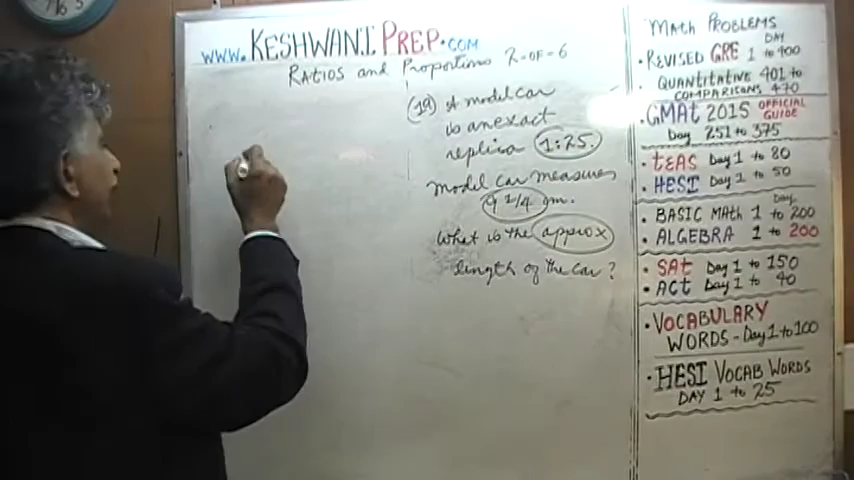 www.KESHWANIPREP.COM
RATIOS and Proportions 2-OF-6
(19) A model car
is an exact
replica 1:25.
Model car measures
9 1/4 gm.
What is the approx
length of the car?
MATH PROBLEMS
DAY
• REVISED GRE 1 to 400
QUANTITATIVE 401 to
COMPARISONS 470
• GMAT 2015 OFFICIAL
GUIDE
Day 251 to 375
• TEAS Day 1 to 80
• HESI Day 1 to 50
Day
• BASIC MATH 1 to 200
• ALGEBRA 1 to 200
• SAT Day 1 to 150
• ACT Day 1 to 40
• VOCABULARY
WORDS - Day 1 to 100
• HESI VOCAB WORDS
DAY 1 to 25